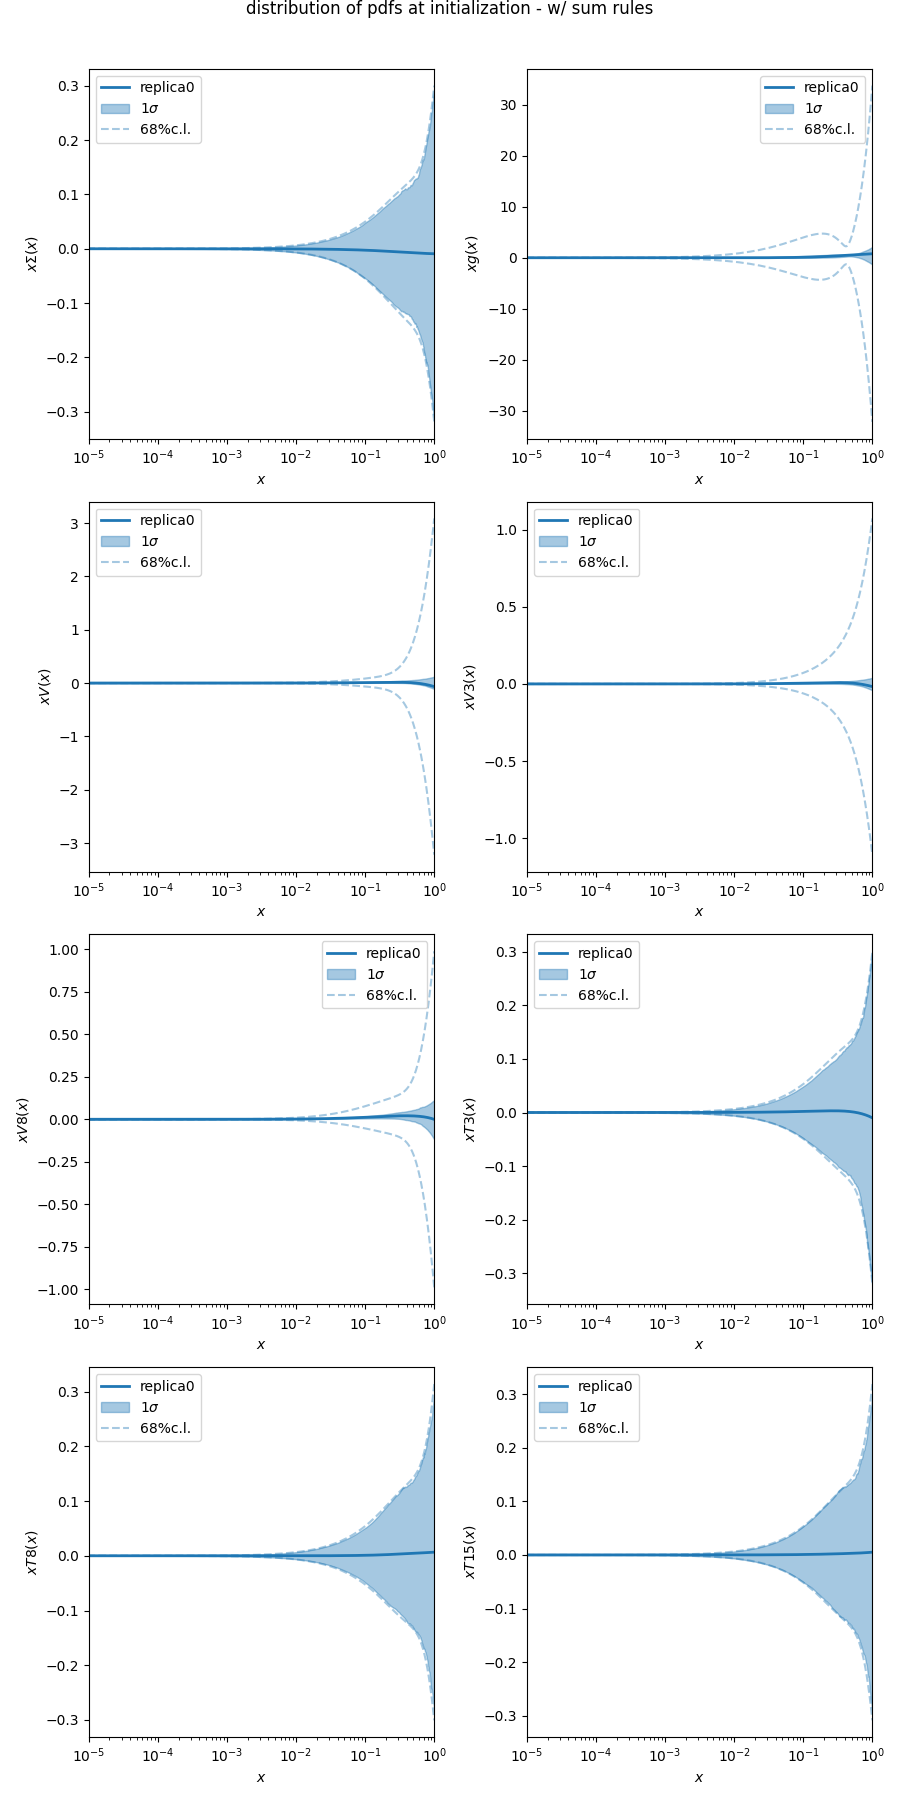 distribution of pdfs at initialization - w/ sum rules
0.3
0.2
0.1
0.0
−0.1
−0.2
−0.3
xΣ(x)
replica0
1σ
68%c.l.
10⁻⁵ 10⁻⁴ 10⁻³ 10⁻² 10⁻¹ 10⁰
x
30
20
10
0
−10
−20
−30
xg(x)
replica0
1σ
68%c.l.
10⁻⁵ 10⁻⁴ 10⁻³ 10⁻² 10⁻¹ 10⁰
x
3
2
1
0
−1
−2
−3
xV(x)
replica0
1σ
68%c.l.
10⁻⁵ 10⁻⁴ 10⁻³ 10⁻² 10⁻¹ 10⁰
x
1.0
0.5
0.0
−0.5
−1.0
xV3(x)
replica0
1σ
68%c.l.
10⁻⁵ 10⁻⁴ 10⁻³ 10⁻² 10⁻¹ 10⁰
x
1.00
0.75
0.50
0.25
0.00
−0.25
−0.50
−0.75
−1.00
xV8(x)
replica0
1σ
68%c.l.
10⁻⁵ 10⁻⁴ 10⁻³ 10⁻² 10⁻¹ 10⁰
x
0.3
0.2
0.1
0.0
−0.1
−0.2
−0.3
xT3(x)
replica0
1σ
68%c.l.
10⁻⁵ 10⁻⁴ 10⁻³ 10⁻² 10⁻¹ 10⁰
x
0.3
0.2
0.1
0.0
−0.1
−0.2
−0.3
xT8(x)
replica0
1σ
68%c.l.
10⁻⁵ 10⁻⁴ 10⁻³ 10⁻² 10⁻¹ 10⁰
x
0.3
0.2
0.1
0.0
−0.1
−0.2
−0.3
xT15(x)
replica0
1σ
68%c.l.
10⁻⁵ 10⁻⁴ 10⁻³ 10⁻² 10⁻¹ 10⁰
x